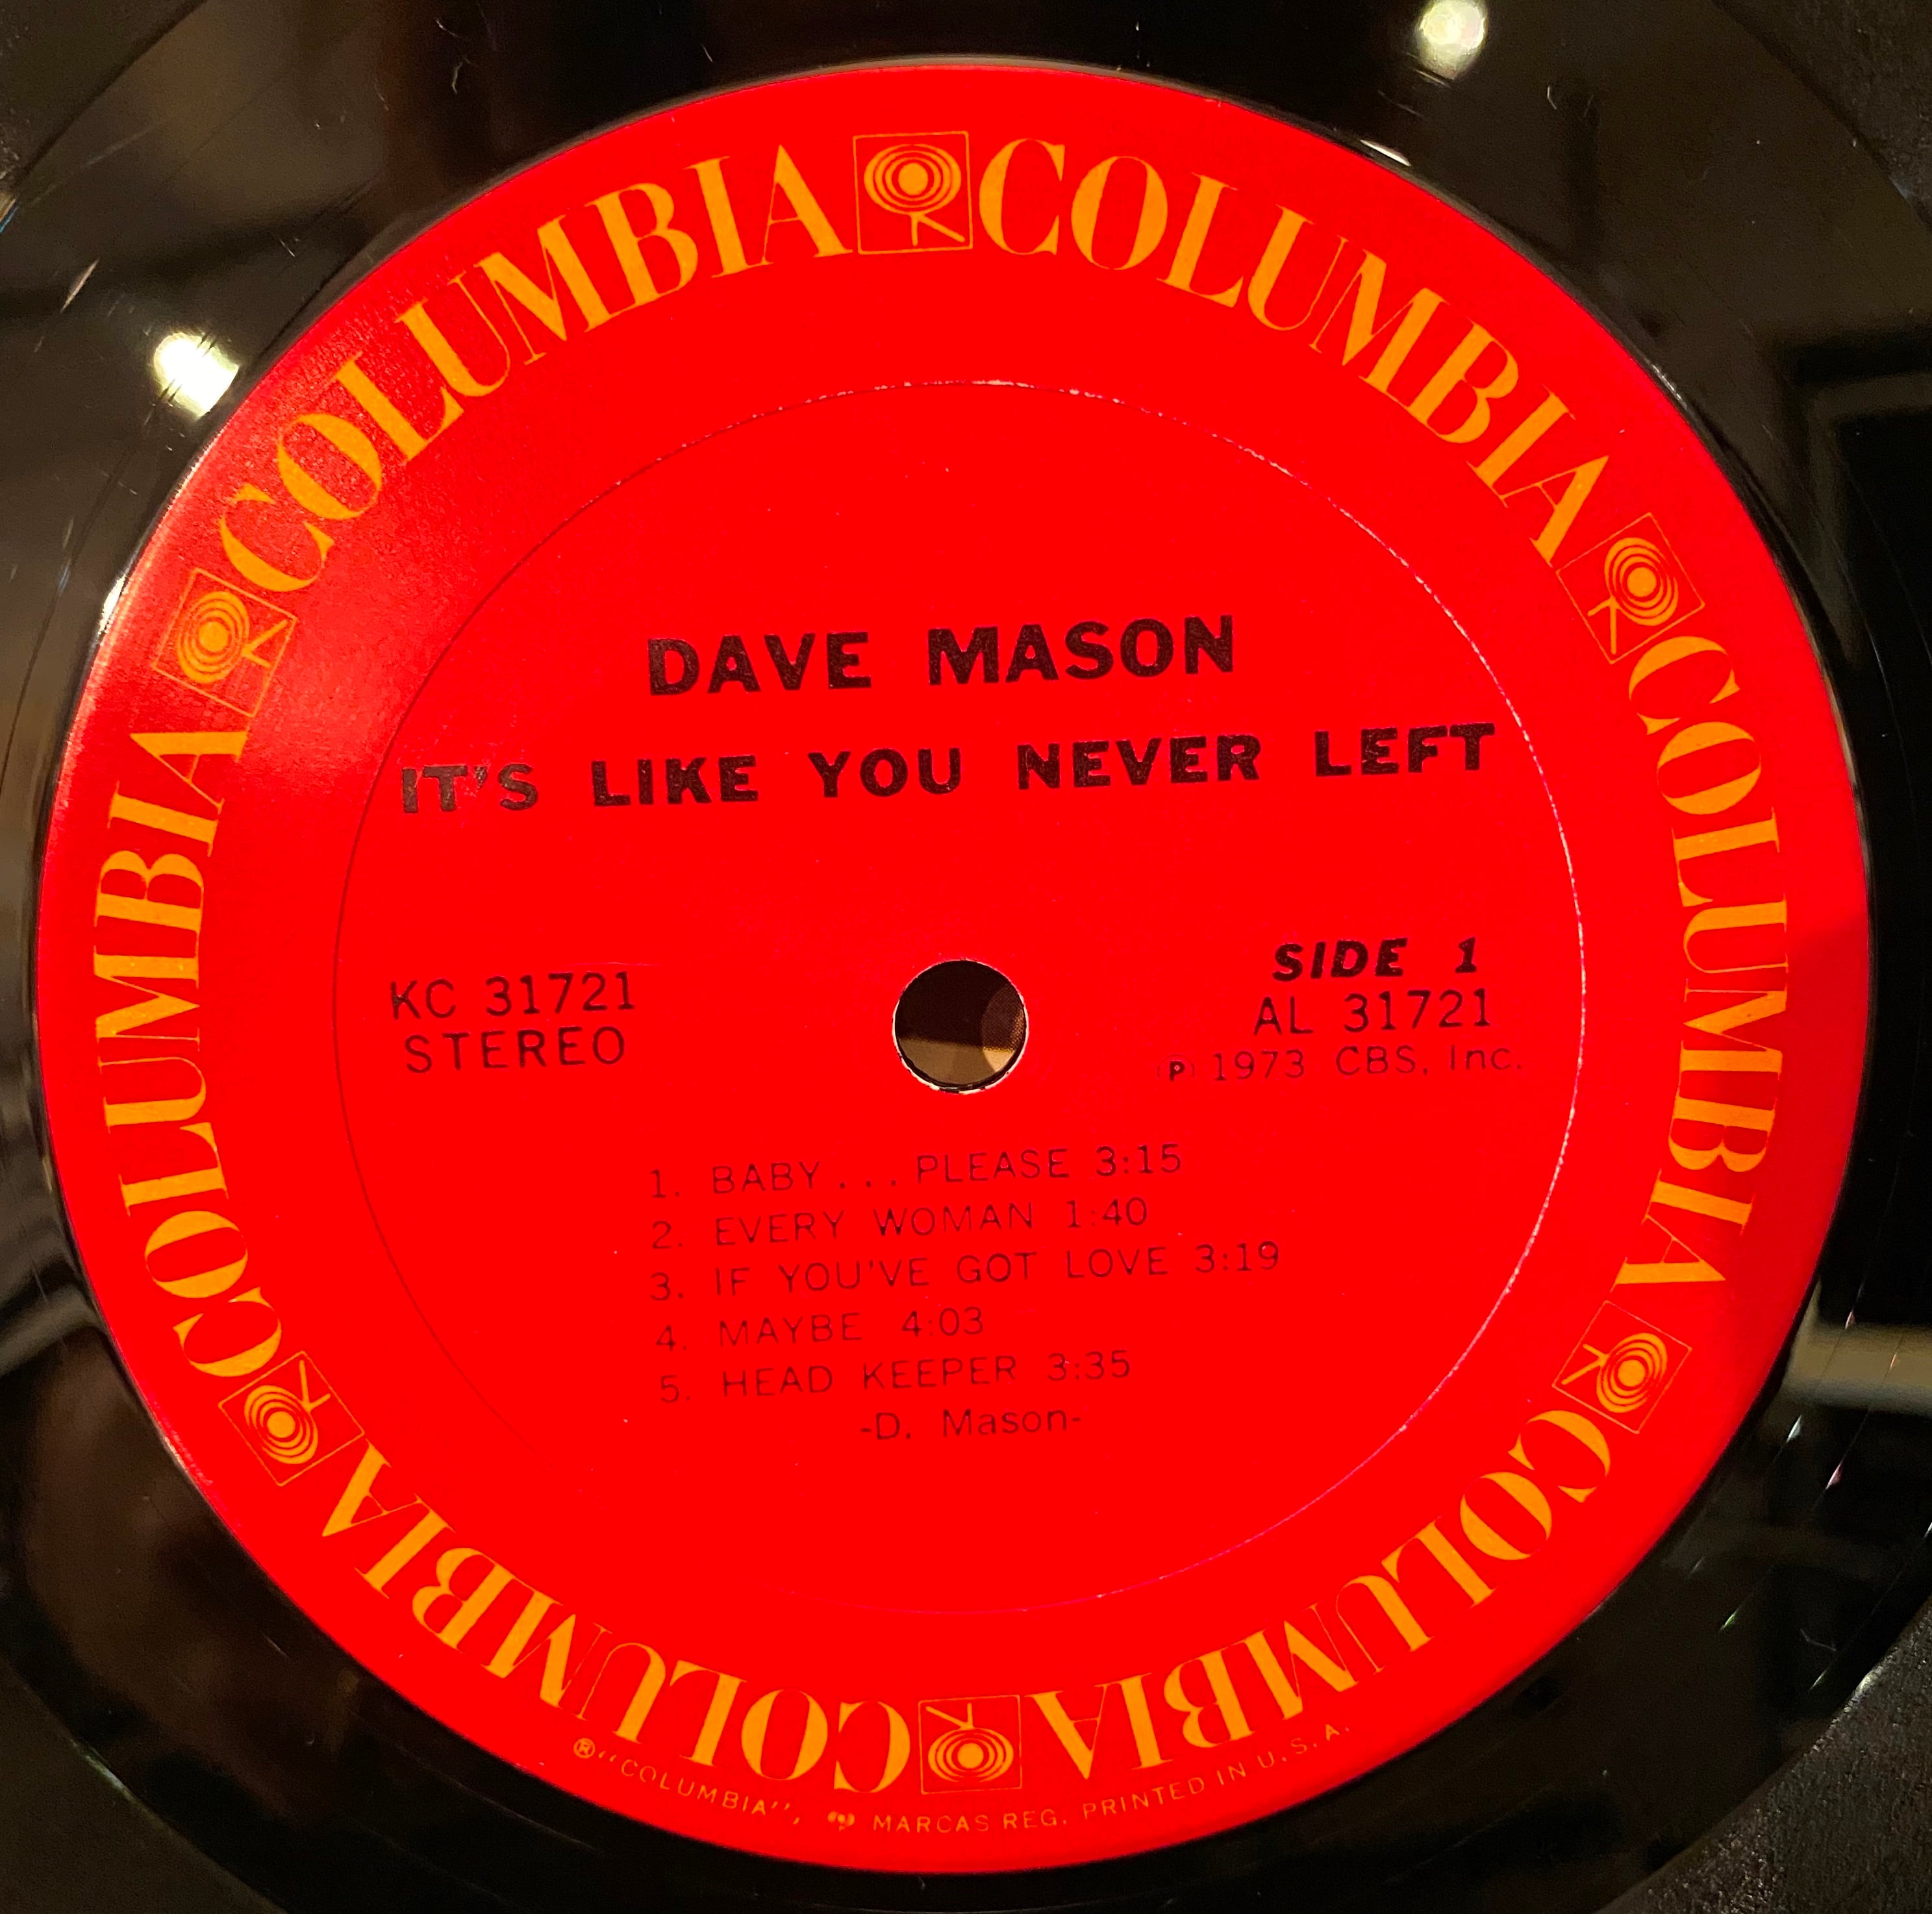 COLUMBIA COLUMBIA COLUMBIA COLUMBIA COLUMBIA COLUMBIA
DAVE MASON
IT'S LIKE YOU NEVER LEFT
KC 31721
STEREO
SIDE 1
AL 31721
Ⓟ 1973 CBS, Inc.
1. BABY...PLEASE 3:15
2. EVERY WOMAN 1:40
3. IF YOU'VE GOT LOVE 3:19
4. MAYBE 4:03
5. HEAD KEEPER 3:35
-D. Mason-
® "COLUMBIA", MARCAS REG. PRINTED IN U.S.A.